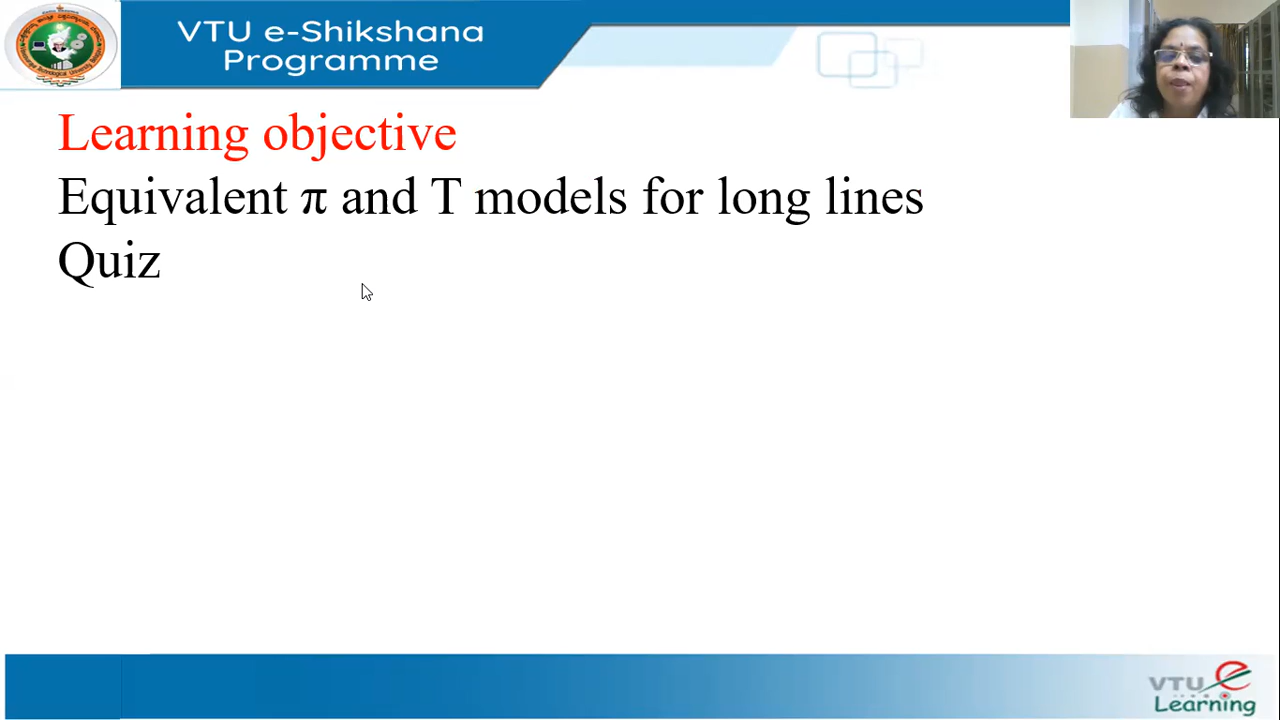 VTU e-Shikshana
Programme
Learning objective
Equivalent π and T models for long lines
Quiz
VTU e
Learning